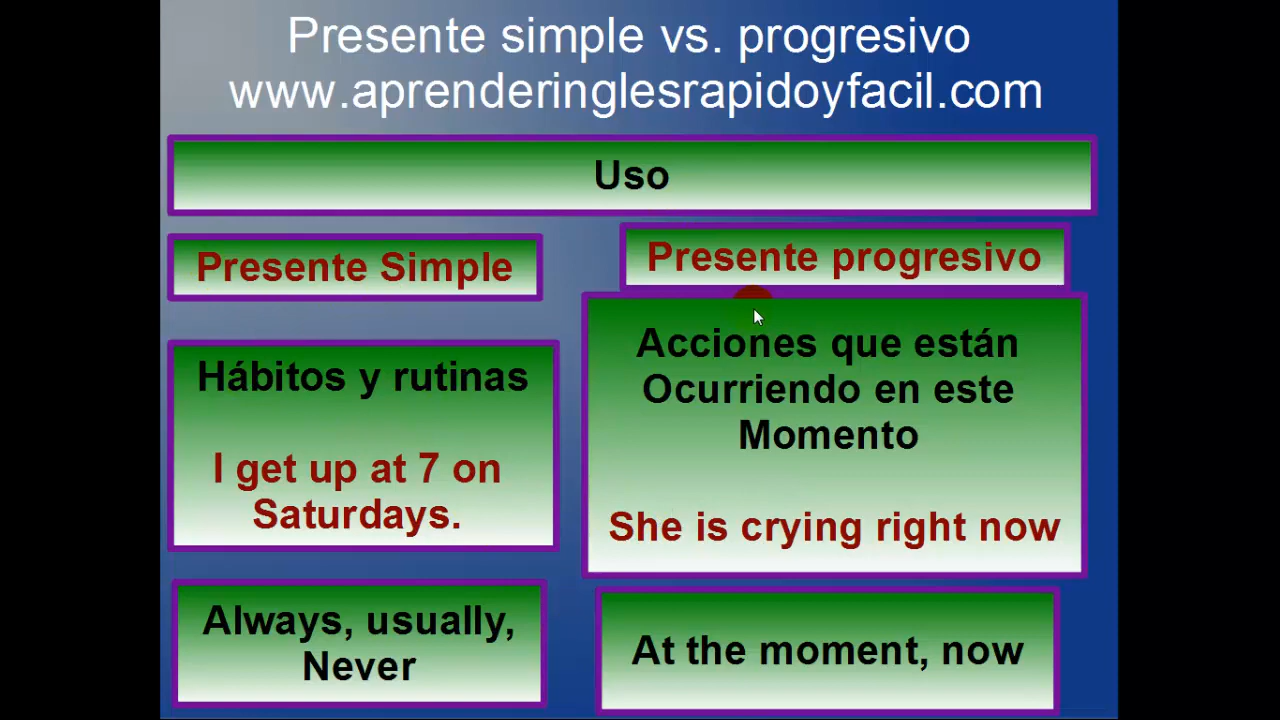 Presente simple vs. progresivo
www.aprenderinglesrapidoyfacil.com
Uso
Presente Simple
Presente progresivo
Hábitos y rutinas
I get up at 7 on
Saturdays.
Acciones que están
Ocurriendo en este
Momento
She is crying right now
Always, usually,
Never
At the moment, now